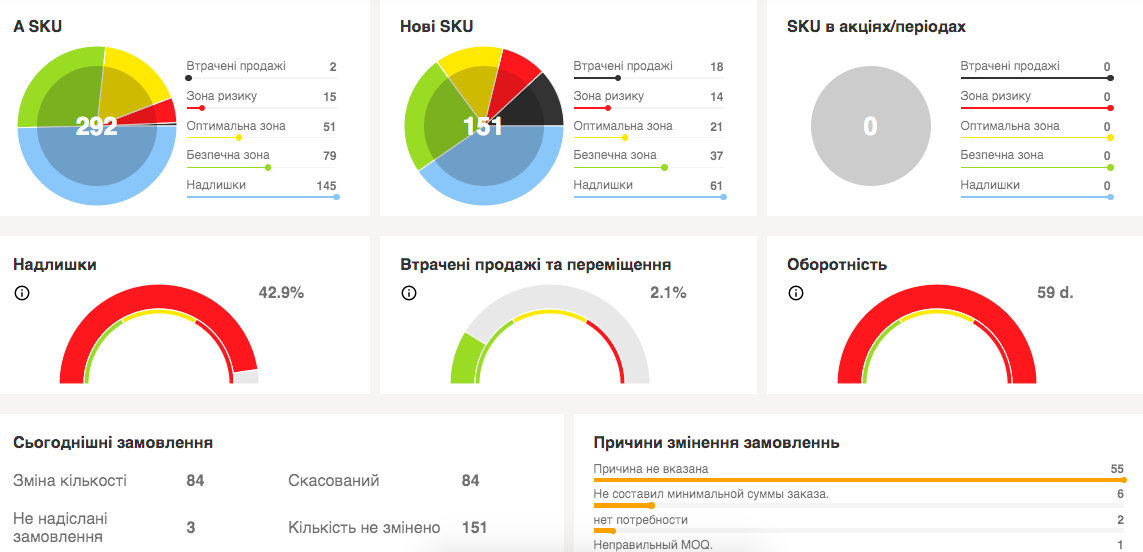 A SKU
292
Втрачені продажі 2
Зона ризику 15
Оптимальна зона 51
Безпечна зона 79
Надлишки 145
Нові SKU
151
Втрачені продажі 18
Зона ризику 14
Оптимальна зона 21
Безпечна зона 37
Надлишки 61
SKU в акціях/періодах
0
Втрачені продажі 0
Зона ризику 0
Оптимальна зона 0
Безпечна зона 0
Надлишки 0
Надлишки
42.9%
Втрачені продажі та переміщення
2.1%
Оборотність
59 d.
Сьогоднішні замовлення
Зміна кількості 84
Скасований 84
Не надіслані
замовлення 3
Кількість не змінено 151
Причини змінення замовленнь
Причина не вказана 55
Не составил минимальной суммы заказа. 6
нет потребности 2
Неправильный MOQ. 1